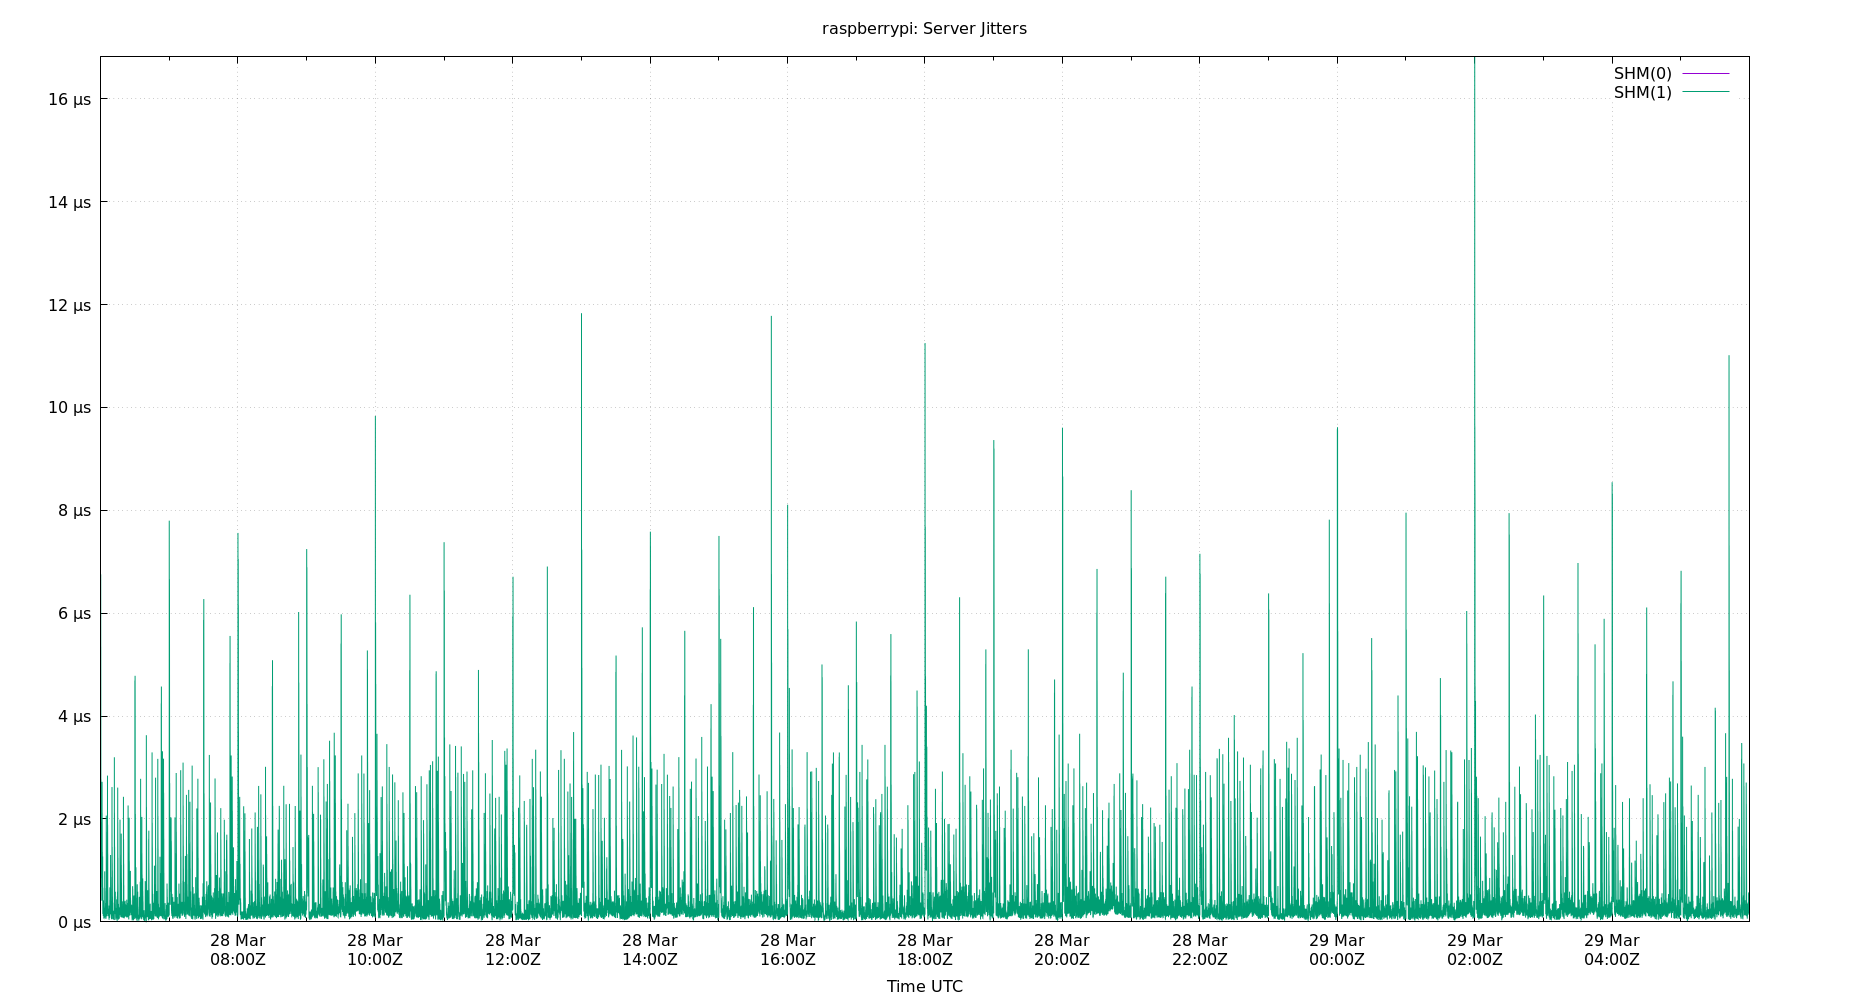 raspberrypi: Server Jitters
SHM(0)
SHM(1)
16 μs
14 μs
12 μs
10 μs
8 μs
6 μs
4 μs
2 μs
0 μs
28 Mar 28 Mar 28 Mar 28 Mar 28 Mar 28 Mar 28 Mar 28 Mar 29 Mar 29 Mar 29 Mar
08:00Z 10:00Z 12:00Z 14:00Z 16:00Z 18:00Z 20:00Z 22:00Z 00:00Z 02:00Z 04:00Z
Time UTC